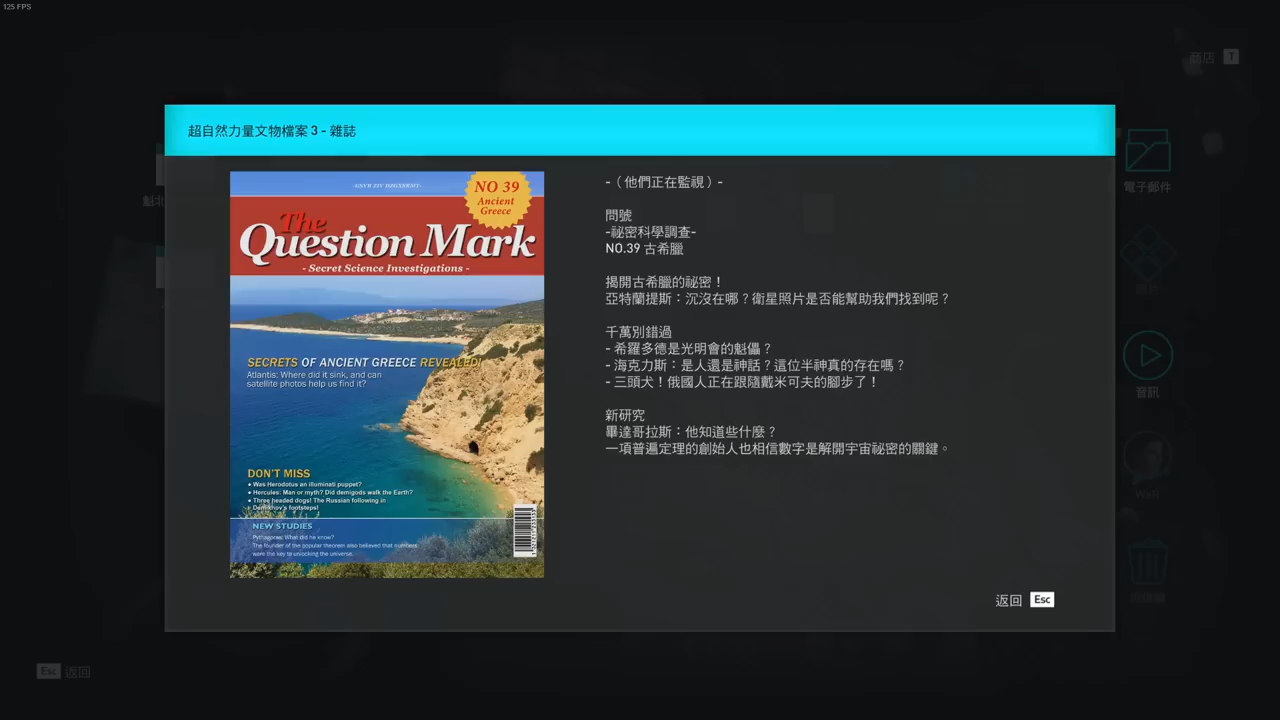 125 FPS
商店 T
超自然力量文物檔案 3 - 雜誌
NO 39
Ancient
Greece
The
Question Mark
- Secret Science Investigations -
SECRETS OF ANCIENT GREECE REVEALED!
Atlantis: Where did it sink, and can
satellite photos help us find it?
DON'T MISS
• Was Herodotus an illuminati puppet?
• Hercules: Man or myth? Did demigods walk the Earth?
• Three headed dogs! The Russian following in
Demikhov's footsteps!
NEW STUDIES
Pythagoras: What did he know?
The founder of the popular theorem also believed that numbers
were the key to unlocking the universe.
-（他們正在監視）-
問號
-祕密科學調查-
NO.39 古希臘
揭開古希臘的祕密！
亞特蘭提斯：沉沒在哪？衛星照片是否能幫助我們找到呢？
千萬別錯過
- 希羅多德是光明會的魁儡？
- 海克力斯：是人還是神話？這位半神真的存在嗎？
- 三頭犬！俄國人正在跟隨戴米可夫的腳步了！
新研究
畢達哥拉斯：他知道些什麼？
一項普遍定理的創始人也相信數字是解開宇宙祕密的關鍵。
返回 Esc
電子郵件
音訊
Esc 返回